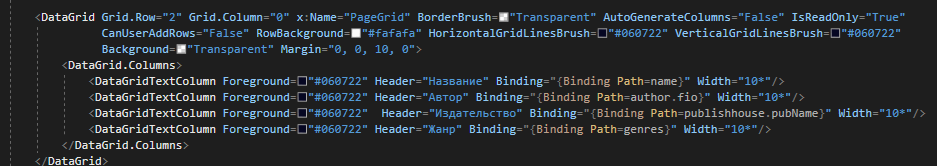 <DataGrid Grid.Row="2" Grid.Column="0" x:Name="PageGrid" BorderBrush="Transparent" AutoGenerateColumns="False" IsReadOnly="True"
CanUserAddRows="False" RowBackground="#fafafa" HorizontalGridLinesBrush="#060722" VerticalGridLinesBrush="#060722"
Background="Transparent" Margin="0, 0, 10, 0">
<DataGrid.Columns>
<DataGridTextColumn Foreground="#060722" Header="Название" Binding="{Binding Path=name}" Width="10*"/>
<DataGridTextColumn Foreground="#060722" Header="Автор" Binding="{Binding Path=author.fio}" Width="10*"/>
<DataGridTextColumn Foreground="#060722"  Header="Издательство" Binding="{Binding Path=publishhouse.pubName}" Width="10*"/>
<DataGridTextColumn Foreground="#060722" Header="Жанр" Binding="{Binding Path=genres}" Width="10*"/>
</DataGrid.Columns>
</DataGrid>